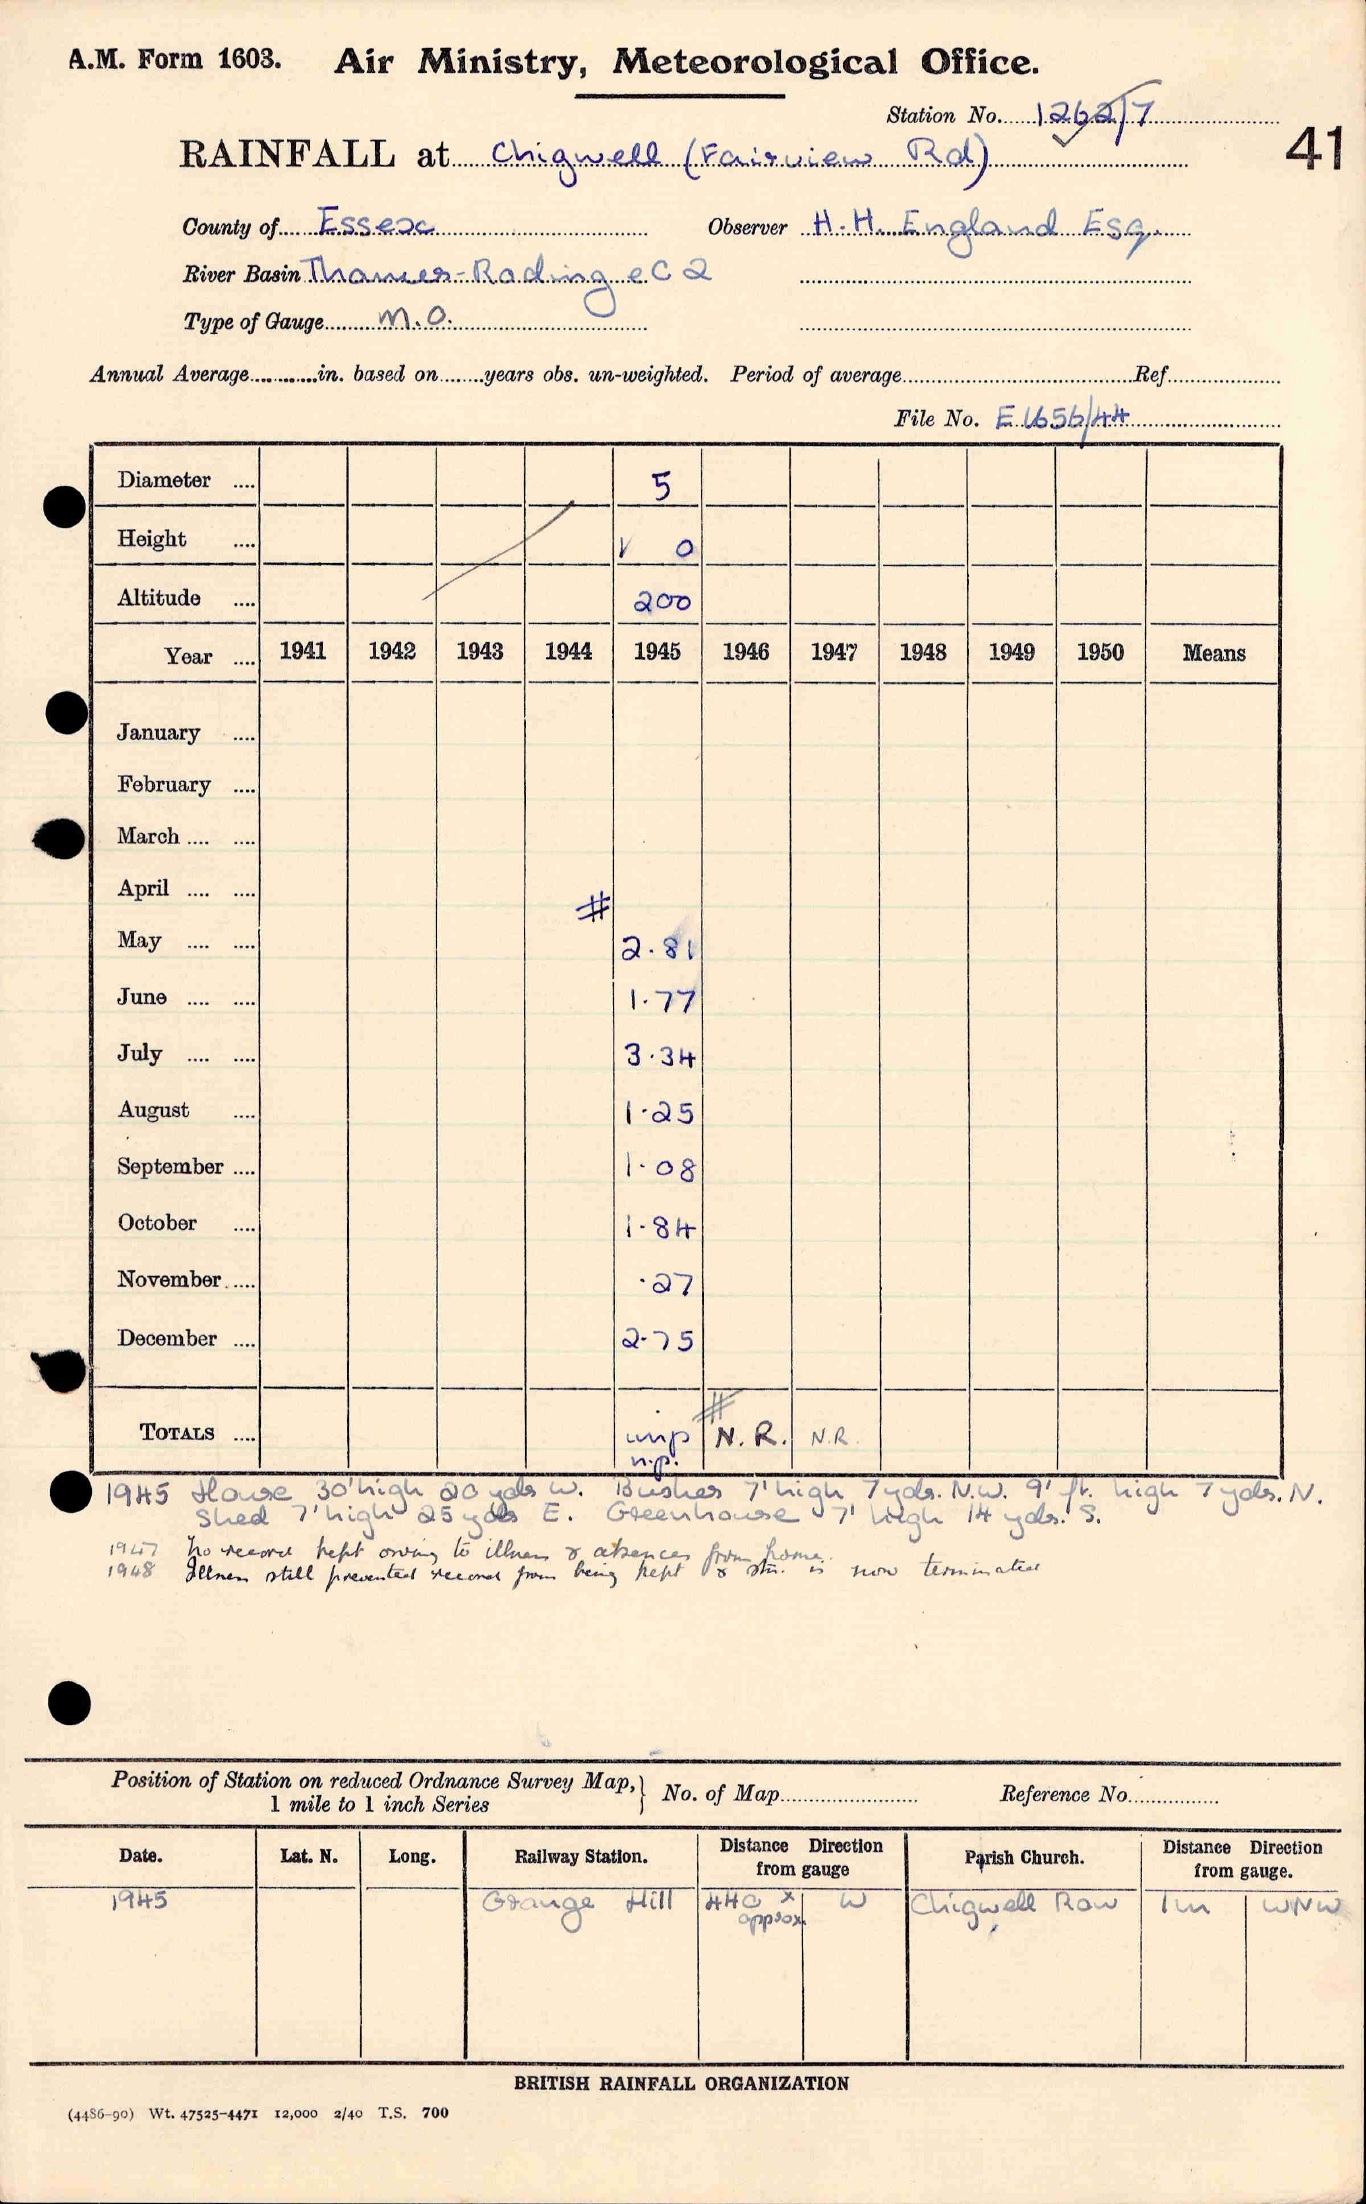 A.M. Form 1603. Air Ministry, Meteorological Office.
Station No. 1262/7
41
RAINFALL at Chigwell (Fairview Rd)
County of Essex Observer H.H. England Esq.
River Basin Thames-Roding eC2
Type of Gauge M.O.
Annual Average............in. based on........years obs. un-weighted. Period of average........Ref........
File No. E 1656/44
Diameter .... 5
Height .... 1 0
Altitude .... 200
Year .... 1941 1942 1943 1944 1945 1946 1947 1948 1949 1950 Means
January ....
February ....
March .... ....
April .... ....
#
May .... .... 2.81
June .... .... 1.77
July .... .... 3.34
August .... 1.25
September .... 1.08
October .... 1.84
November .... .27
December .... 2.75
#
TOTALS .... imp N.R. N.R.
n.p.
1945 House 30' high 20 yds W. Bushes 7' high 7 yds. N.W. 9' ft. high 7 yds. N.
Shed 7' high 25 yds E. Greenhouse 7' high 14 yds. S.
1947 No record kept owing to illness & absences from home.
1948 Illness still prevented record from being kept & stn. is now terminated
Position of Station on reduced Ordnance Survey Map, } No. of Map........ Reference No........
1 mile to 1 inch Series
Date. Lat. N. Long. Railway Station. Distance Direction from gauge Parish Church. Distance Direction from gauge.
1945 Grange Hill 440 x W Chigwell Row 1m WNW
approx.
BRITISH RAINFALL ORGANIZATION
(4486-90) Wt. 47525-4471 12,000 2/40 T.S. 700